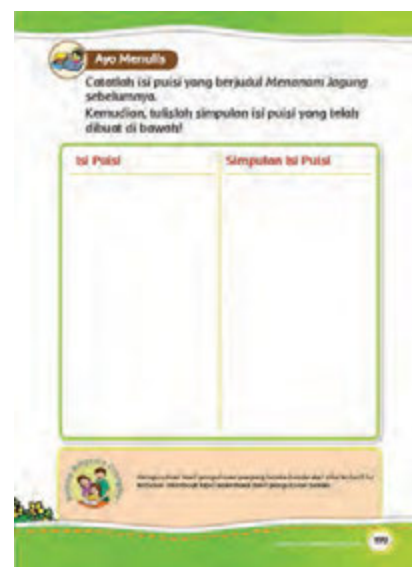 Ayo Menulis
Catatlah isi puisi yang berjudul Menanam Jagung
sebelumnya.
Kemudian, tulislah simpulan isi puisi yang telah
dibuat di bawah!
Isi Puisi
Simpulan Isi Puisi